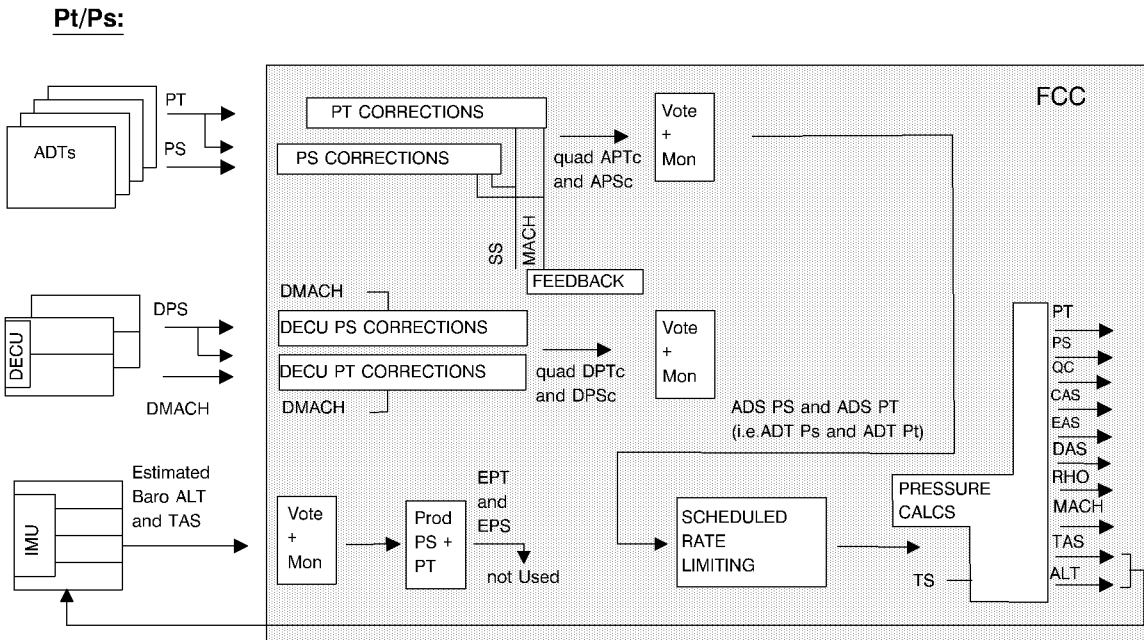 Pt/Ps:
FCC
PT
PS
ADTs
PT CORRECTIONS
PS CORRECTIONS
quad APTc
and APSc
Vote
+
Mon
SS
MACH
FEEDBACK
DMACH
DPS
DECU
DMACH
DECU PS CORRECTIONS
DECU PT CORRECTIONS
DMACH
quad DPTc
and DPSc
Vote
+
Mon
ADS PS and ADS PT
(i.e.ADT Ps and ADT Pt)
Estimated
Baro ALT
and TAS
IMU
Vote
+
Mon
Prod
PS +
PT
EPT
and
EPS
not Used
SCHEDULED
RATE
LIMITING
PRESSURE
CALCS
TS
PT
PS
QC
CAS
EAS
DAS
RHO
MACH
TAS
ALT